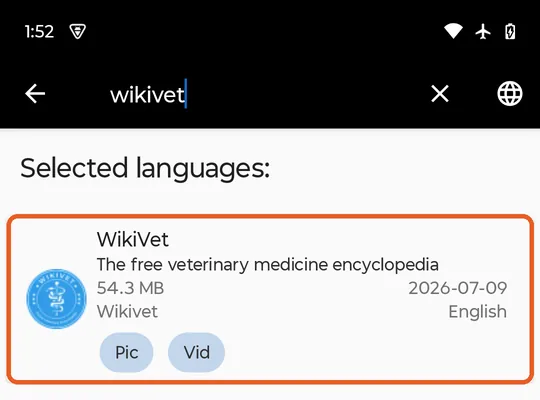 1:52
wikivet
Selected languages:
WikiVet
The free veterinary medicine encyclopedia
54.3 MB 2026-07-09
Wikivet English
WIKIVET
Pic Vid